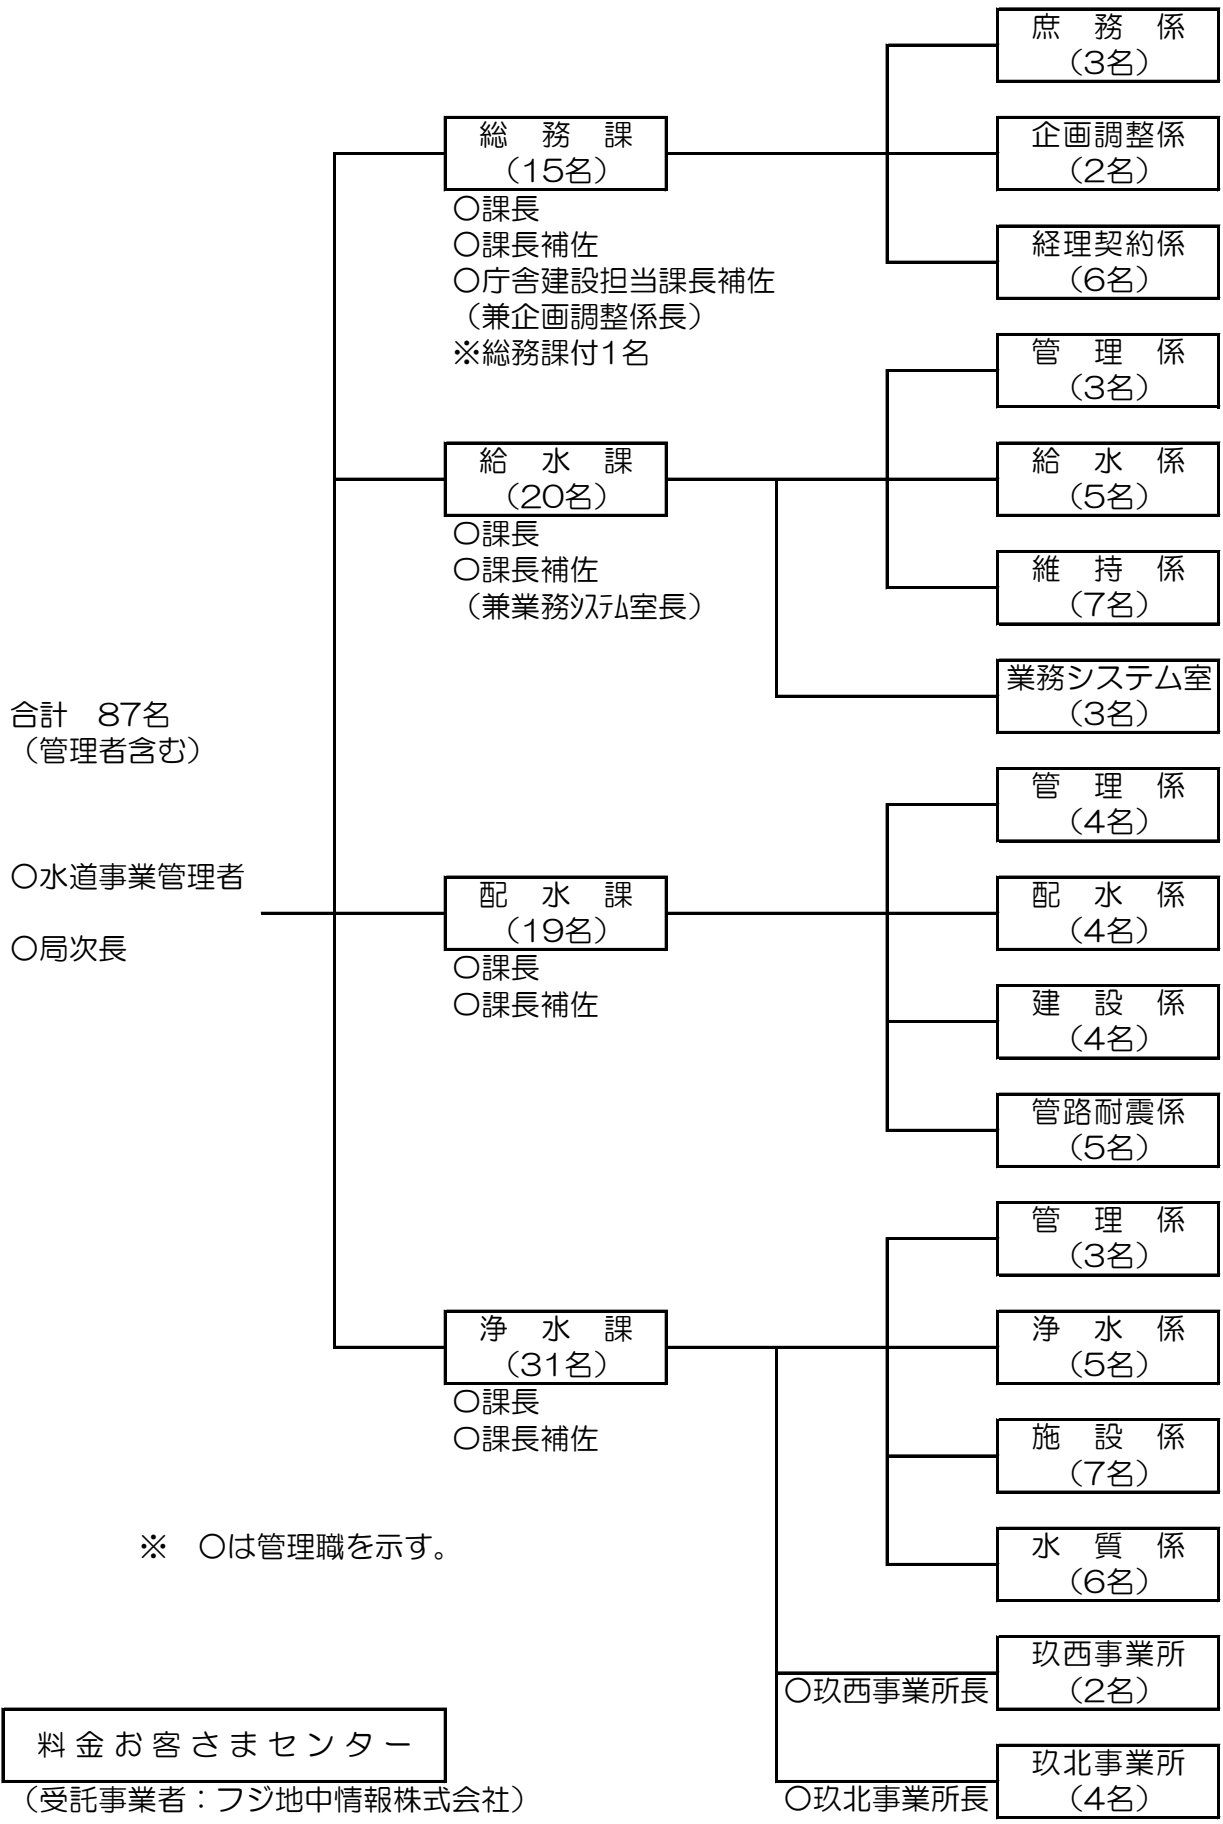 庶　務　係
（3名）
総　務　課
（15名）
○課長
○課長補佐
○庁舎建設担当課長補佐
（兼企画調整係長）
※総務課付1名
企画調整係
（2名）
経理契約係
（6名）
管　理　係
（3名）
給　水　課
（20名）
○課長
○課長補佐
（兼業務ｼｽﾃﾑ室長）
給　水　係
（5名）
維　持　係
（7名）
業務システム室
（3名）
合計　87名
（管理者含む）
○水道事業管理者
○局次長
管　理　係
（4名）
配　水　課
（19名）
○課長
○課長補佐
配　水　係
（4名）
建　設　係
（4名）
管路耐震係
（5名）
管　理　係
（3名）
浄　水　課
（31名）
○課長
○課長補佐
浄　水　係
（5名）
施　設　係
（7名）
水　質　係
（6名）
※　○は管理職を示す。
○玖西事業所長
玖西事業所
（2名）
○玖北事業所長
玖北事業所
（4名）
料金お客さまセンター
（受託事業者：フジ地中情報株式会社）